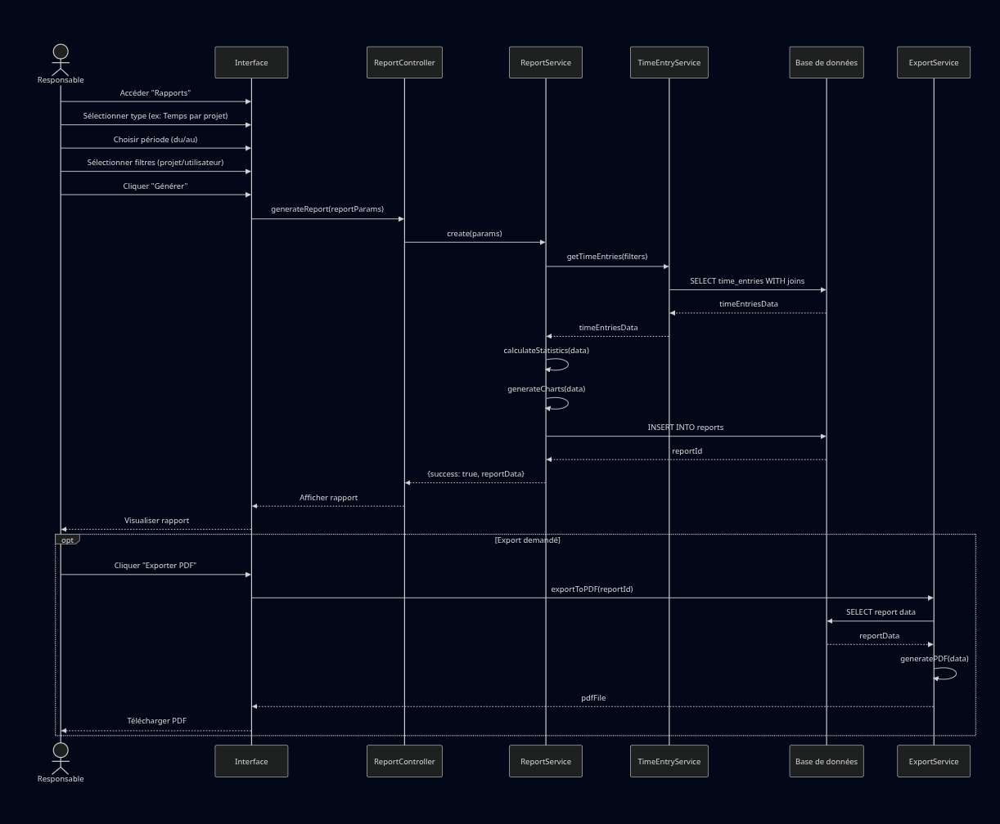 Responsable
Interface
ReportController
ReportService
TimeEntryService
Base de données
ExportService
Accéder "Rapports"
Sélectionner type (ex: Temps par projet)
Choisir période (du/au)
Sélectionner filtres (projet/utilisateur)
Cliquer "Générer"
generateReport(reportParams)
create(params)
getTimeEntries(filters)
SELECT time_entries WITH joins
timeEntriesData
timeEntriesData
calculateStatistics(data)
generateCharts(data)
INSERT INTO reports
reportId
{success: true, reportData}
Afficher rapport
Visualiser rapport
opt
[Export demandé]
Cliquer "Exporter PDF"
exportToPDF(reportId)
SELECT report data
reportData
generatePDF(data)
pdfFile
Télécharger PDF
Responsable
Interface
ReportController
ReportService
TimeEntryService
Base de données
ExportService